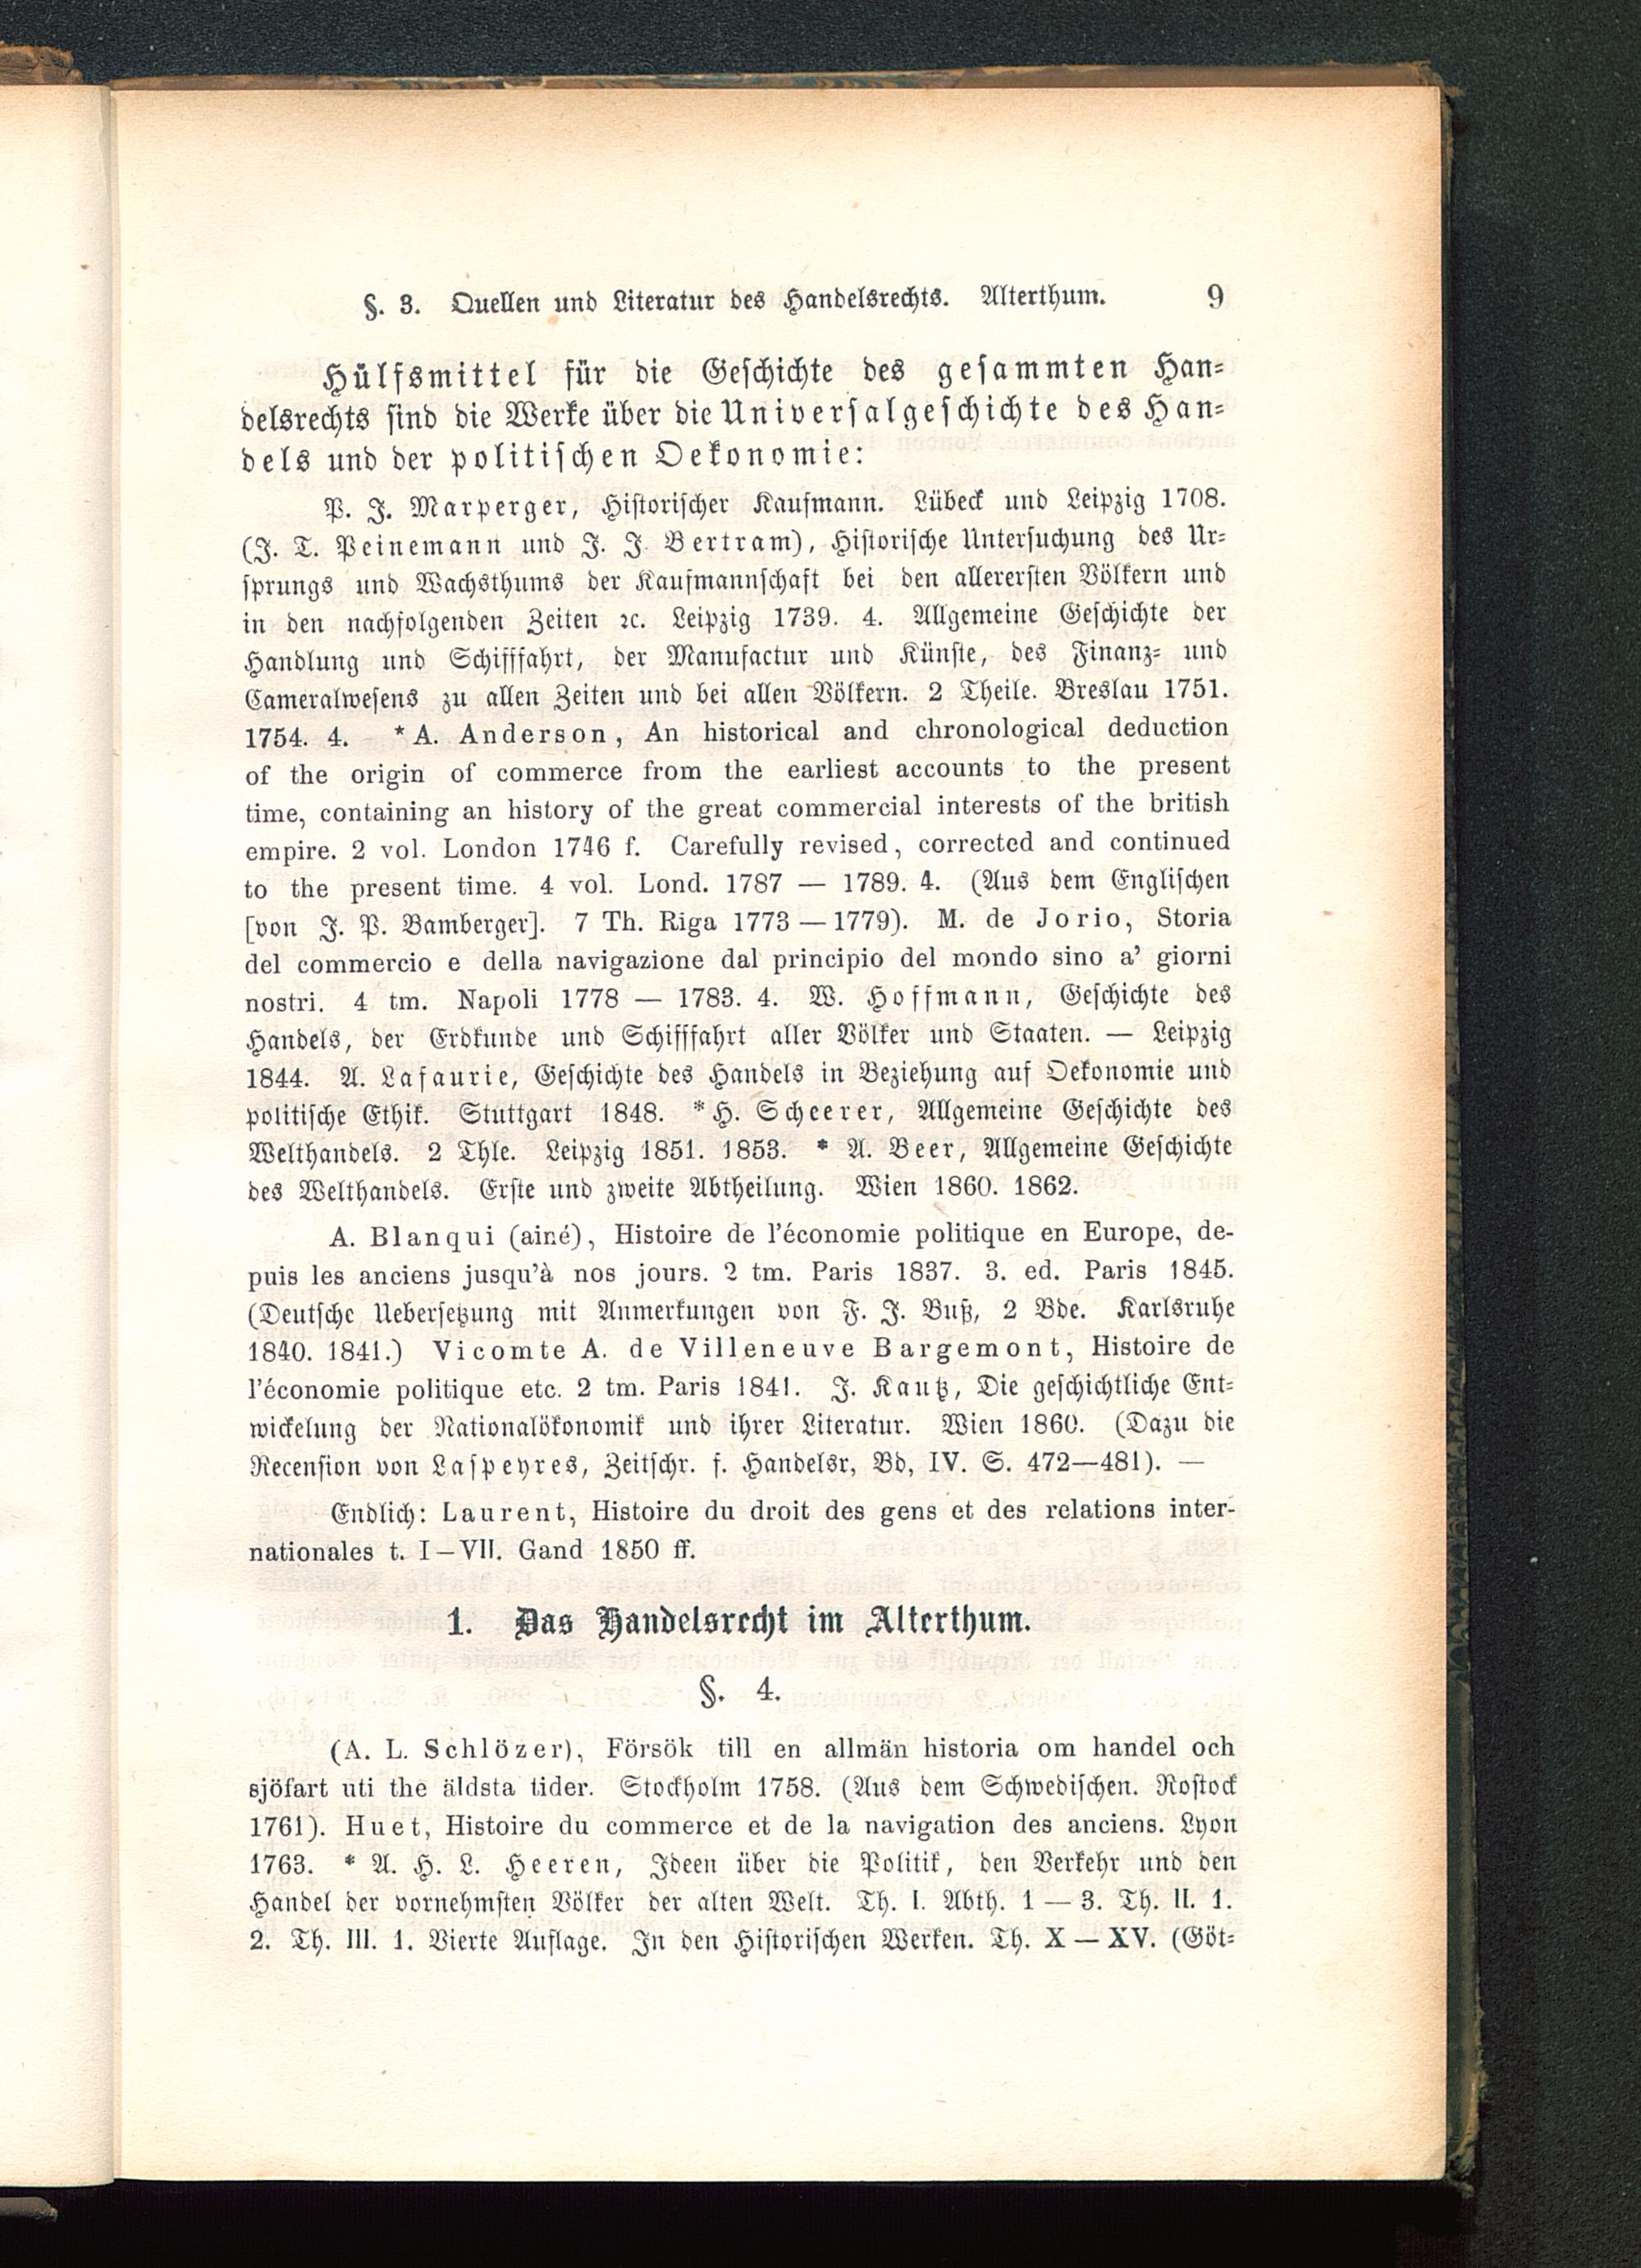 §. 3. Quellen und Literatur des Handelsrechts. Alterthum. 9
Hülfsmittel für die Geschichte des gesammten Han-
delsrechts sind die Werke über die Universalgeschichte des Han-
dels und der politischen Oekonomie:
P. J. Marperger, Historischer Kaufmann. Lübeck und Leipzig 1708.
(J. T. Peinemann und J. J. Bertram), Historische Untersuchung des Ur-
sprungs und Wachsthums der Kaufmannschaft bei den allerersten Völkern und
in den nachfolgenden Zeiten ꝛc. Leipzig 1739. 4. Allgemeine Geschichte der
Handlung und Schifffahrt, der Manufactur und Künste, des Finanz- und
Cameralwesens zu allen Zeiten und bei allen Völkern. 2 Theile. Breslau 1751.
1754. 4. * A. Anderson, An historical and chronological deduction
of the origin of commerce from the earliest accounts to the present
time, containing an history of the great commercial interests of the british
empire. 2 vol. London 1746 f. Carefully revised, corrected and continued
to the present time. 4 vol. Lond. 1787 — 1789. 4. (Aus dem Englischen
[von J. P. Bamberger]. 7 Th. Riga 1773 — 1779). M. de Jorio, Storia
del commercio e della navigazione dal principio del mondo sino a' giorni
nostri. 4 tm. Napoli 1778 — 1783. 4. W. Hoffmann, Geschichte des
Handels, der Erdkunde und Schifffahrt aller Völker und Staaten. — Leipzig
1844. A. Lafaurie, Geschichte des Handels in Beziehung auf Oekonomie und
politische Ethik. Stuttgart 1848. * H. Scheerer, Allgemeine Geschichte des
Welthandels. 2 Thle. Leipzig 1851. 1853. * A. Beer, Allgemeine Geschichte
des Welthandels. Erste und zweite Abtheilung. Wien 1860. 1862.
A. Blanqui (ainé), Histoire de l'économie politique en Europe, de-
puis les anciens jusqu'à nos jours. 2 tm. Paris 1837. 3. ed. Paris 1845.
(Deutsche Uebersetzung mit Anmerkungen von F. J. Buß, 2 Bde. Karlsruhe
1840. 1841.) Vicomte A. de Villeneuve Bargemont, Histoire de
l'économie politique etc. 2 tm. Paris 1841. J. Kautz, Die geschichtliche Ent-
wickelung der Nationalökonomik und ihrer Literatur. Wien 1860. (Dazu die
Recension von Laspeyres, Zeitschr. f. Handelsr, Bd, IV. S. 472—481). —
Endlich: Laurent, Histoire du droit des gens et des relations inter-
nationales t. I–VII. Gand 1850 ff.
1. Das Handelsrecht im Alterthum.
§. 4.
(A. L. Schlözer), Försök till en allmän historia om handel och
sjöfart uti the äldsta tider. Stockholm 1758. (Aus dem Schwedischen. Rostock
1761). Huet, Histoire du commerce et de la navigation des anciens. Lyon
1763. * A. H. L. Heeren, Ideen über die Politik, den Verkehr und den
Handel der vornehmsten Völker der alten Welt. Th. I. Abth. 1 — 3. Th. II. 1.
2. Th. III. 1. Vierte Auflage. In den Historischen Werken. Th. X — XV. (Göt-